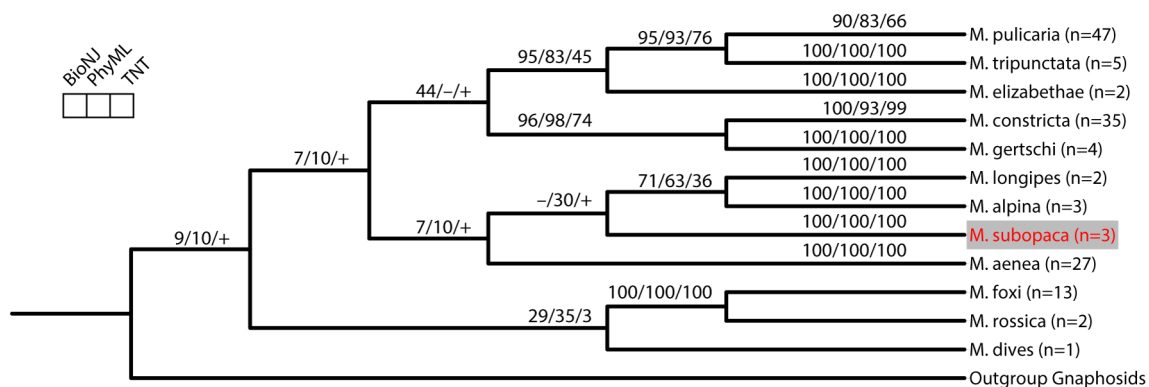 90/83/66
M. pulicaria (n=47)
95/93/76
100/100/100
M. tripunctata (n=5)
95/83/45
100/100/100
M. elizabethae (n=2)
BioNJ
PhyML
TNT
44/–/+
100/93/99
M. constricta (n=35)
96/98/74
100/100/100
M. gertschi (n=4)
7/10/+
100/100/100
M. longipes (n=2)
71/63/36
100/100/100
M. alpina (n=3)
–/30/+
100/100/100
M. subopaca (n=3)
7/10/+
100/100/100
M. aenea (n=27)
9/10/+
100/100/100
M. foxi (n=13)
29/35/3
M. rossica (n=2)
M. dives (n=1)
Outgroup Gnaphosids